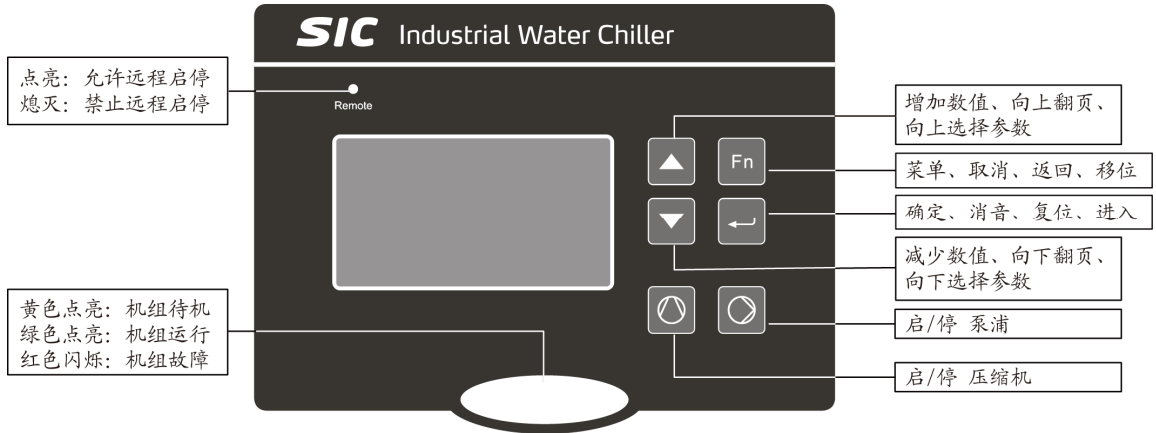 SIC Industrial Water Chiller
点亮：允许远程启停
熄灭：禁止远程启停
Remote
增加数值、向上翻页、
向上选择参数
Fn
菜单、取消、返回、移位
确定、消音、复位、进入
减少数值、向下翻页、
向下选择参数
黄色点亮：机组待机
绿色点亮：机组运行
红色闪烁：机组故障
启/停 泵浦
启/停 压缩机